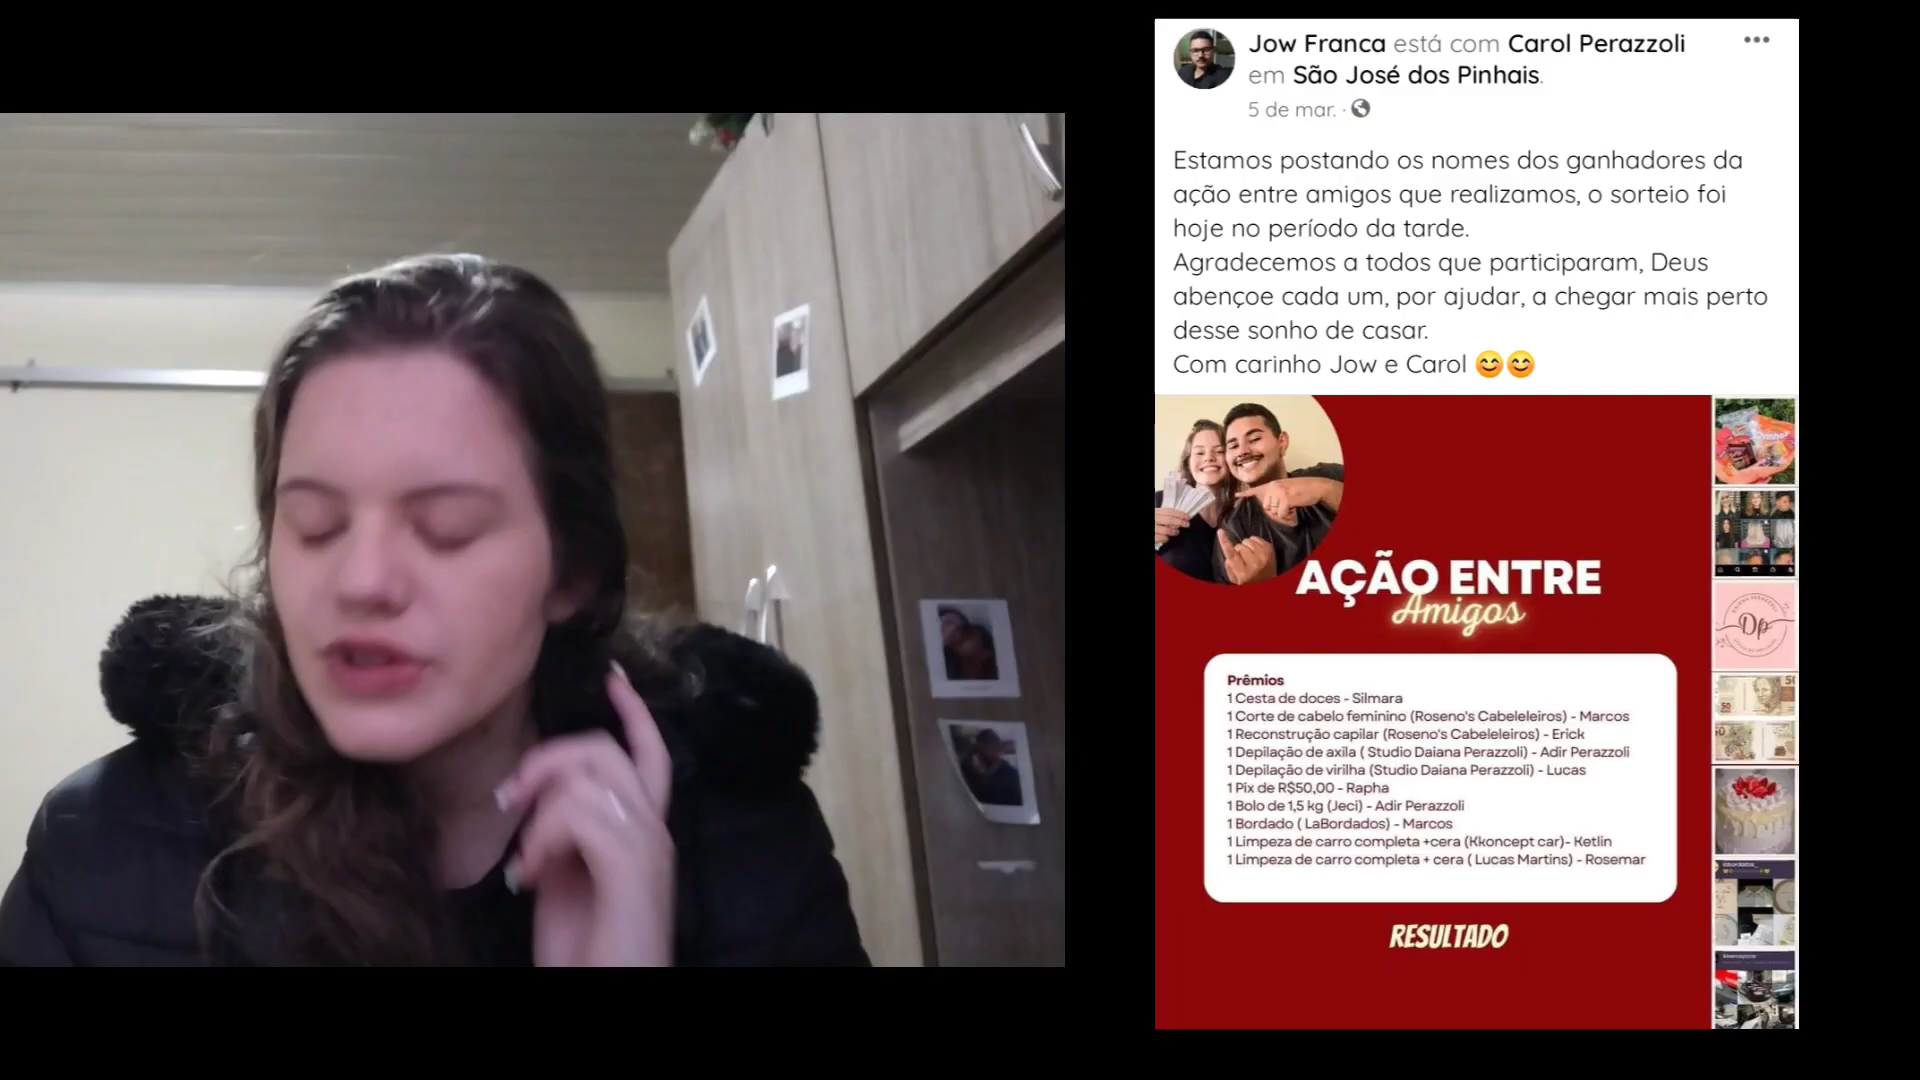 Jow Franca está com Carol Perazzoli
em São José dos Pinhais.
5 de mar. ·
Estamos postando os nomes dos ganhadores da
ação entre amigos que realizamos, o sorteio foi
hoje no período da tarde.
Agradecemos a todos que participaram, Deus
abençoe cada um, por ajudar, a chegar mais perto
desse sonho de casar.
Com carinho Jow e Carol 😊😊
AÇÃO ENTRE
Amigos
Prêmios
1 Cesta de doces - Silmara
1 Corte de cabelo feminino (Roseno's Cabeleleiros) - Marcos
1 Reconstrução capilar (Roseno's Cabeleleiros) - Erick
1 Depilação de axila ( Studio Daiana Perazzoli) - Adir Perazzoli
1 Depilação de virilha (Studio Daiana Perazzoli) - Lucas
1 Pix de R$50,00 - Rapha
1 Bolo de 1,5 kg (Jeci) - Adir Perazzoli
1 Bordado ( LaBordados) - Marcos
1 Limpeza de carro completa +cera (Kkoncept car)- Ketlin
1 Limpeza de carro completa + cera ( Lucas Martins) - Rosemar
RESULTADO
Dp
50